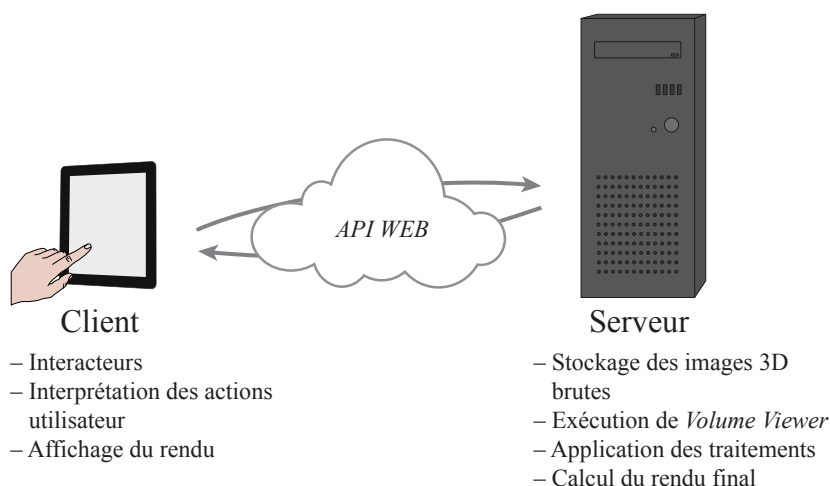 API WEB
Client
– Interacteurs
– Interprétation des actions
utilisateur
– Affichage du rendu
Serveur
– Stockage des images 3D
brutes
– Exécution de Volume Viewer
– Application des traitements
– Calcul du rendu final